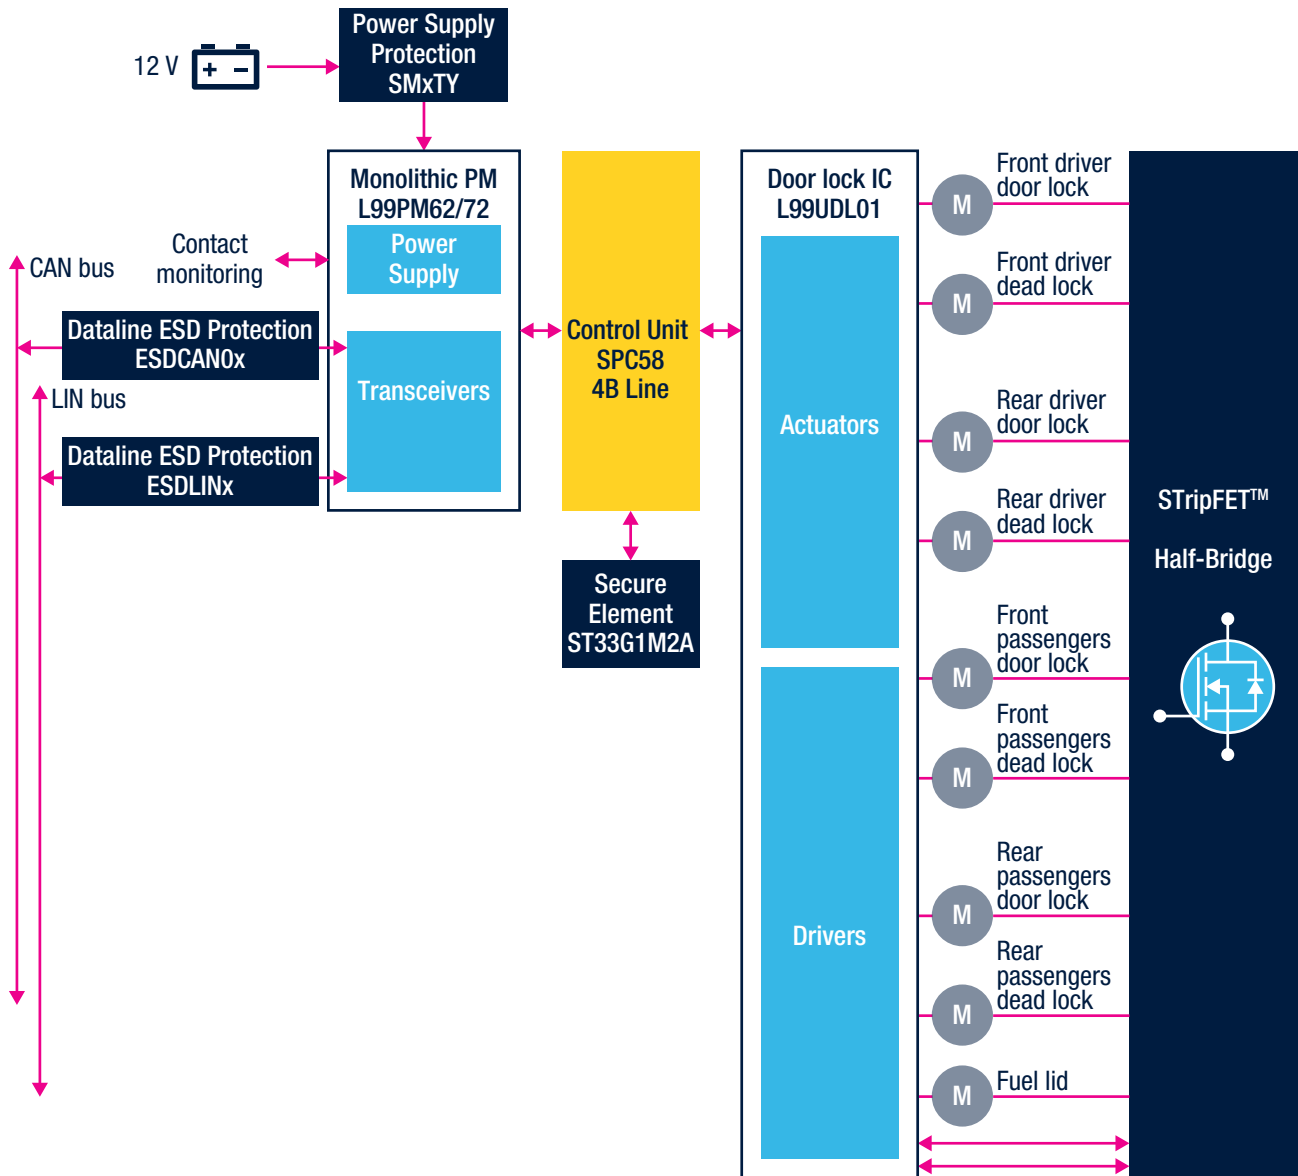 Power Supply
Protection
SMxTY
12 V
+ −
Monolithic PM
L99PM62/72
Power
Supply
Transceivers
Contact
monitoring
CAN bus
Dataline ESD Protection
ESDCAN0x
LIN bus
Dataline ESD Protection
ESDLINx
Control Unit
SPC58
4B Line
Secure
Element
ST33G1M2A
Door lock IC
L99UDL01
Actuators
Drivers
Front driver
door lock
M
Front driver
dead lock
M
Rear driver
door lock
M
Rear driver
dead lock
M
Front
passengers
door lock
M
Front
passengers
dead lock
M
Rear
passengers
door lock
M
Rear
passengers
dead lock
M
Fuel lid
M
STripFET™
Half-Bridge